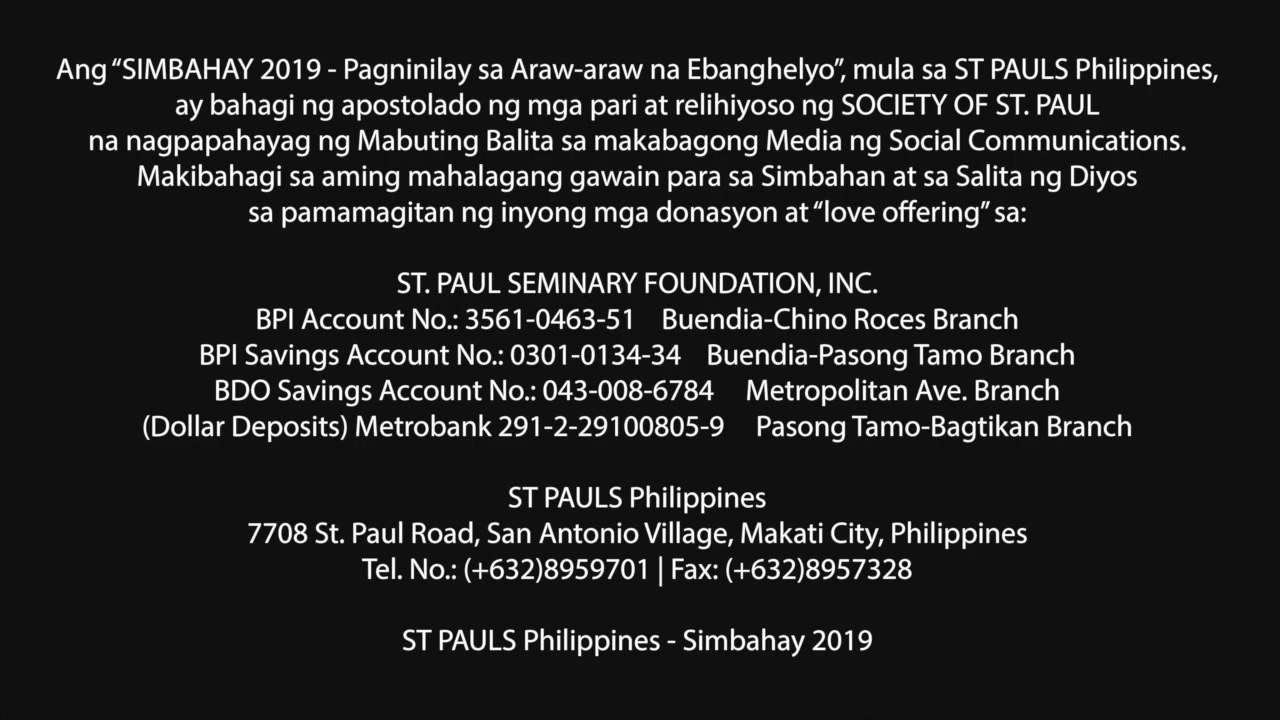 Ang “SIMBAHAY 2019 - Pagninilay sa Araw-araw na Ebanghelyo”, mula sa ST PAULS Philippines,
ay bahagi ng apostolado ng mga pari at relihiyoso ng SOCIETY OF ST. PAUL
na nagpapahayag ng Mabuting Balita sa makabagong Media ng Social Communications.
Makibahagi sa aming mahalagang gawain para sa Simbahan at sa Salita ng Diyos
sa pamamagitan ng inyong mga donasyon at “love offering” sa:
ST. PAUL SEMINARY FOUNDATION, INC.
BPI Account No.: 3561-0463-51 Buendia-Chino Roces Branch
BPI Savings Account No.: 0301-0134-34 Buendia-Pasong Tamo Branch
BDO Savings Account No.: 043-008-6784 Metropolitan Ave. Branch
(Dollar Deposits) Metrobank 291-2-29100805-9 Pasong Tamo-Bagtikan Branch
ST PAULS Philippines
7708 St. Paul Road, San Antonio Village, Makati City, Philippines
Tel. No.: (+632)8959701 | Fax: (+632)8957328
ST PAULS Philippines - Simbahay 2019